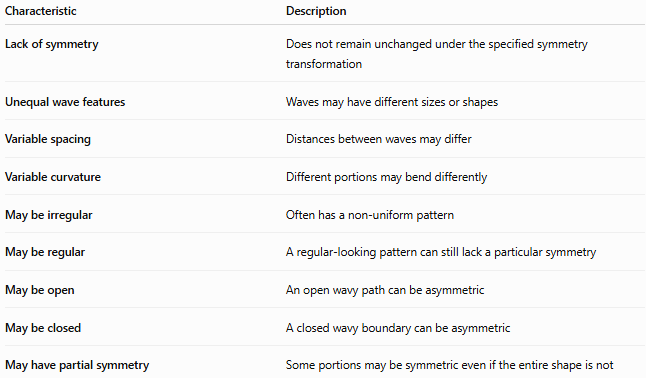 Characteristic Description
Lack of symmetry Does not remain unchanged under the specified symmetry
transformation
Unequal wave features Waves may have different sizes or shapes
Variable spacing Distances between waves may differ
Variable curvature Different portions may bend differently
May be irregular Often has a non-uniform pattern
May be regular A regular-looking pattern can still lack a particular symmetry
May be open An open wavy path can be asymmetric
May be closed A closed wavy boundary can be asymmetric
May have partial symmetry Some portions may be symmetric even if the entire shape is not